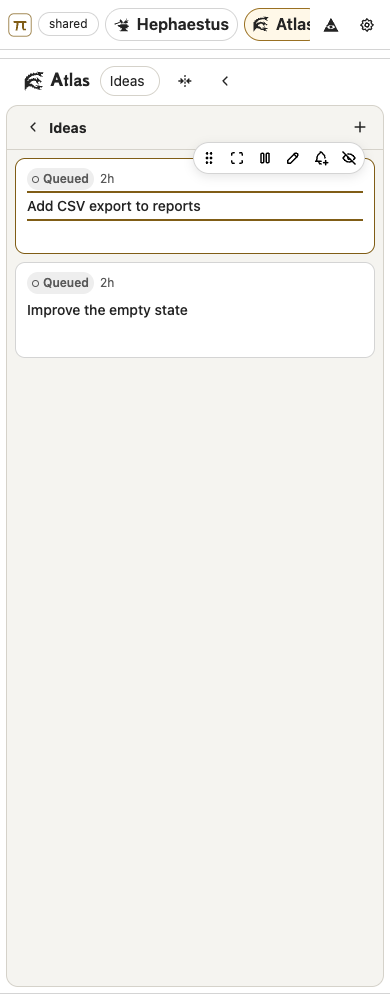 π shared Hephaestus Atlas
Atlas Ideas
Ideas
Queued 2h
Add CSV export to reports
Queued 2h
Improve the empty state